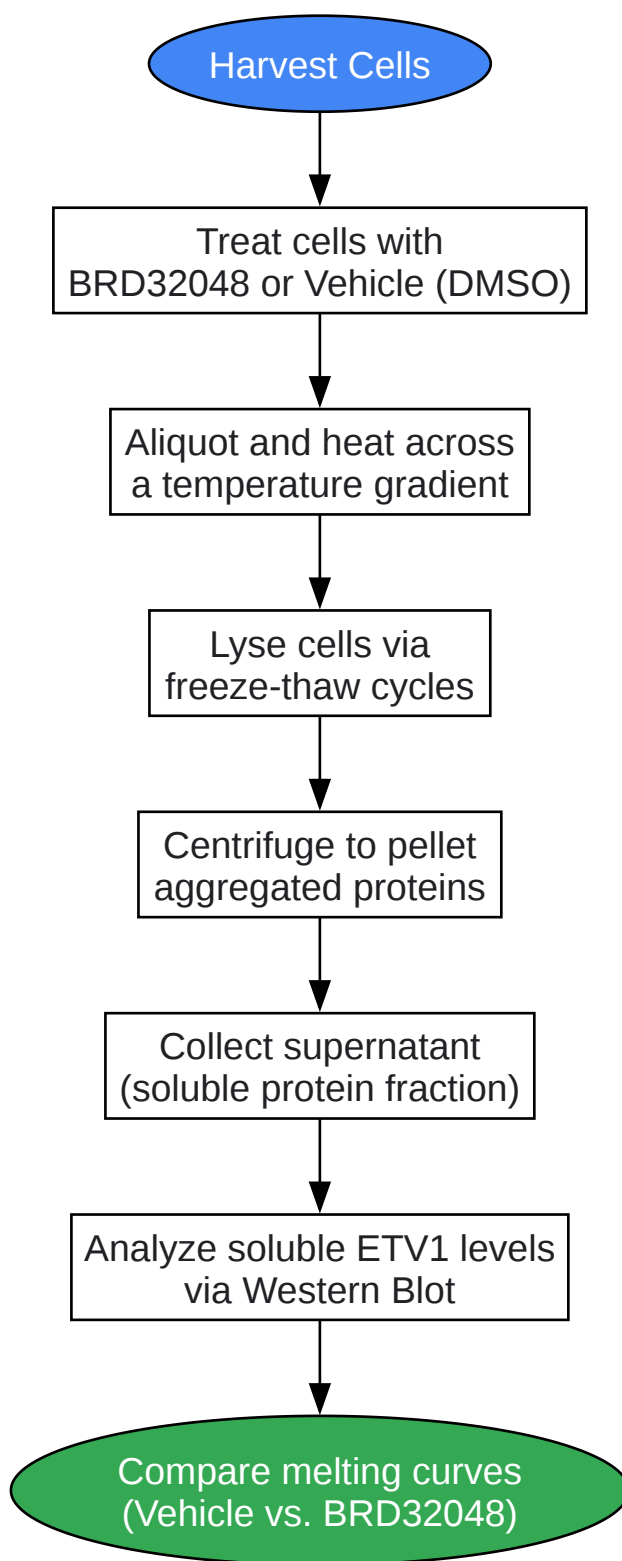 Harvest Cells
Treat cells with
BRD32048 or Vehicle (DMSO)
Aliquot and heat across
a temperature gradient
Lyse cells via
freeze-thaw cycles
Centrifuge to pellet
aggregated proteins
Collect supernatant
(soluble protein fraction)
Analyze soluble ETV1 levels
via Western Blot
Compare melting curves
(Vehicle vs. BRD32048)